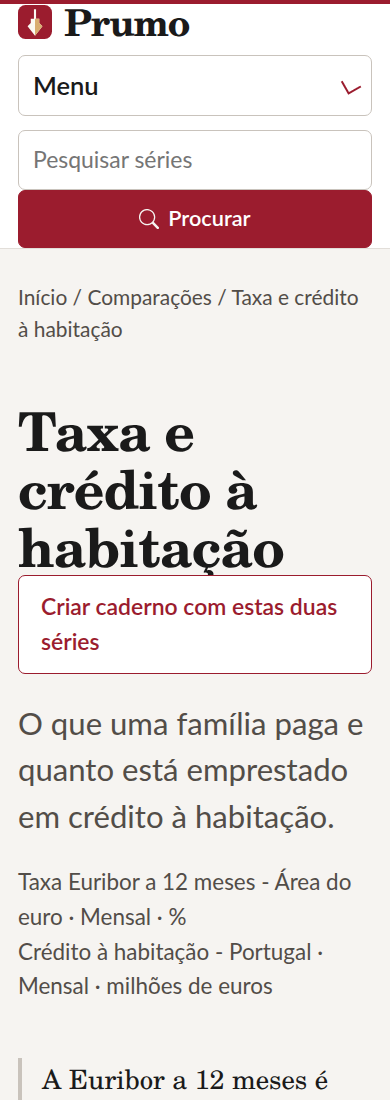 Prumo
Menu
Pesquisar séries
Procurar
Início / Comparações / Taxa e crédito
à habitação
Taxa e
crédito à
habitação
Criar caderno com estas duas
séries
O que uma família paga e
quanto está emprestado
em crédito à habitação.
Taxa Euribor a 12 meses - Área do
euro · Mensal · %
Crédito à habitação - Portugal ·
Mensal · milhões de euros
A Euribor a 12 meses é